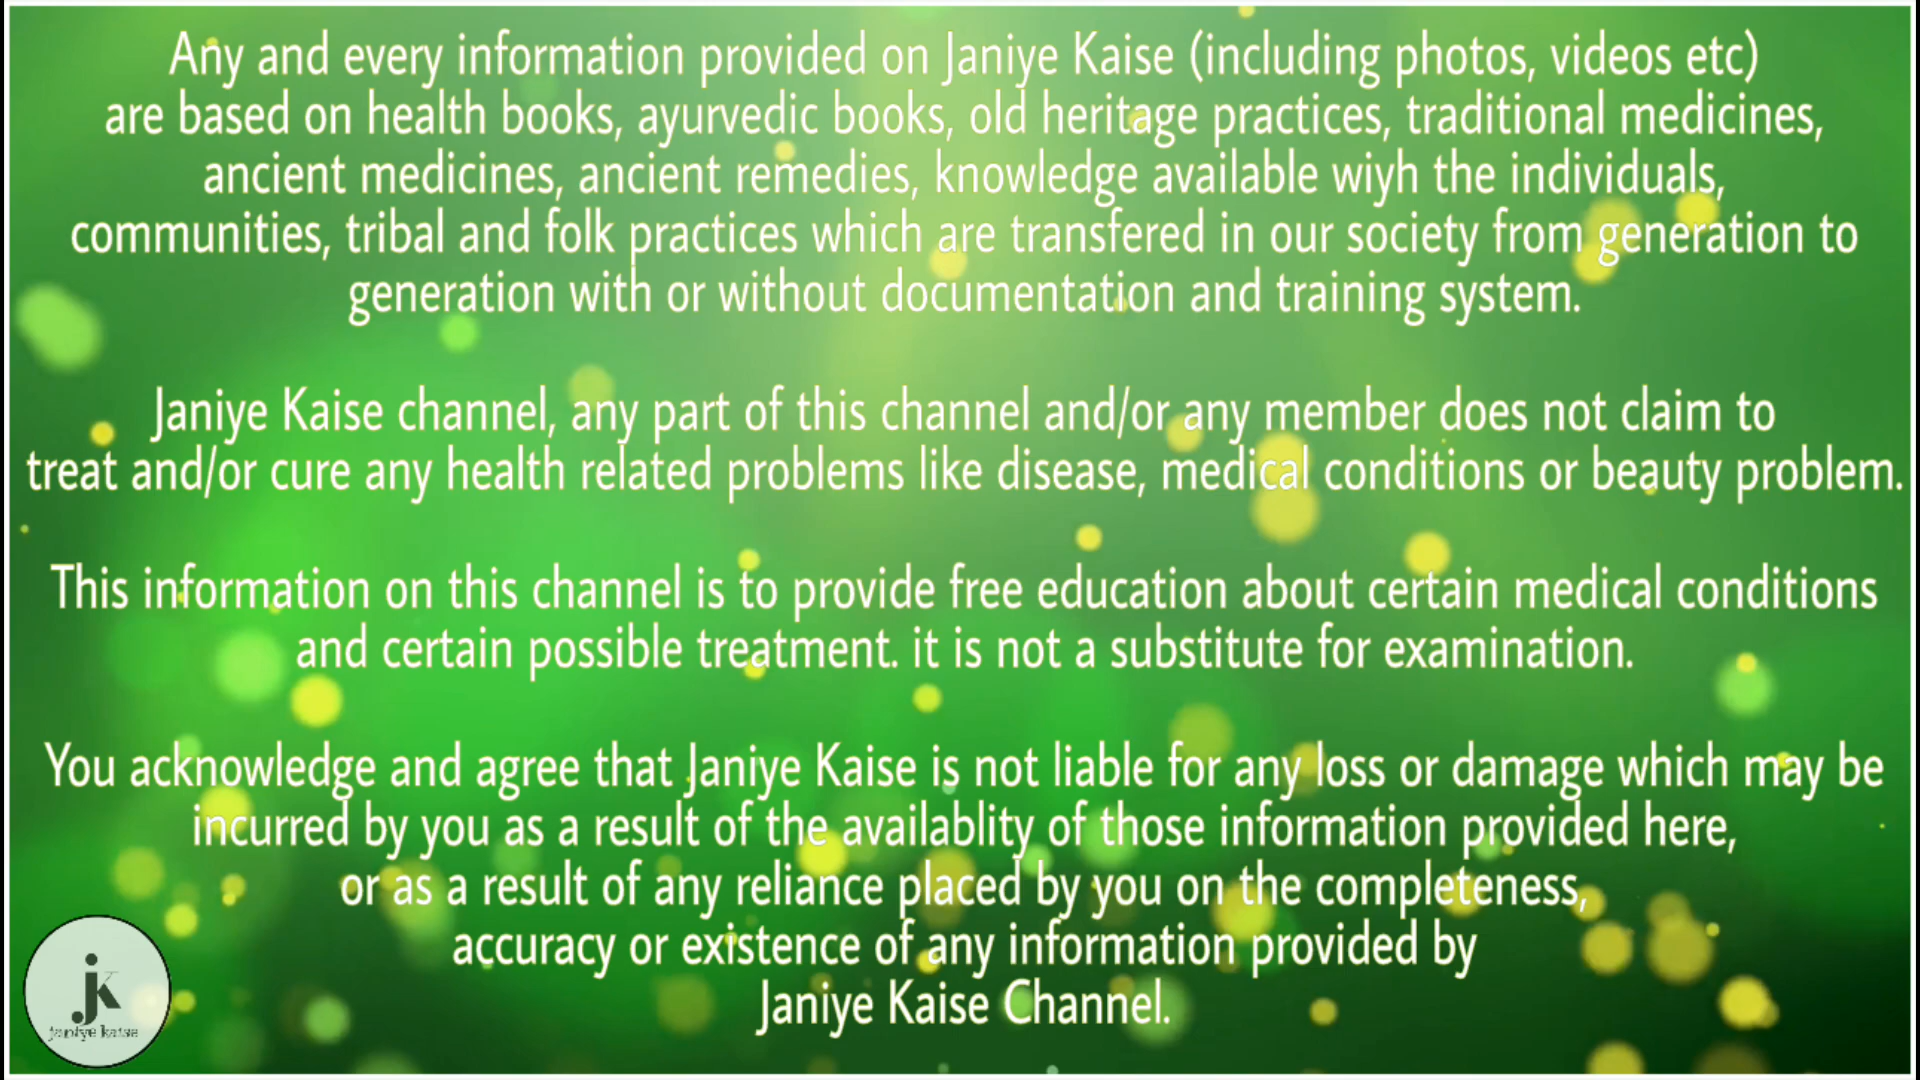 Any and every information provided on Janiye Kaise (including photos, videos etc)
are based on health books, ayurvedic books, old heritage practices, traditional medicines,
ancient medicines, ancient remedies, knowledge available wiyh the individuals,
communities, tribal and folk practices which are transfered in our society from generation to
generation with or without documentation and training system.
Janiye Kaise channel, any part of this channel and/or any member does not claim to
treat and/or cure any health related problems like disease, medical conditions or beauty problem.
This information on this channel is to provide free education about certain medical conditions
and certain possible treatment. it is not a substitute for examination.
You acknowledge and agree that Janiye Kaise is not liable for any loss or damage which may be
incurred by you as a result of the availablity of those information provided here,
or as a result of any reliance placed by you on the completeness,
accuracy or existence of any information provided by
Janiye Kaise Channel.
jk
janiye kaise